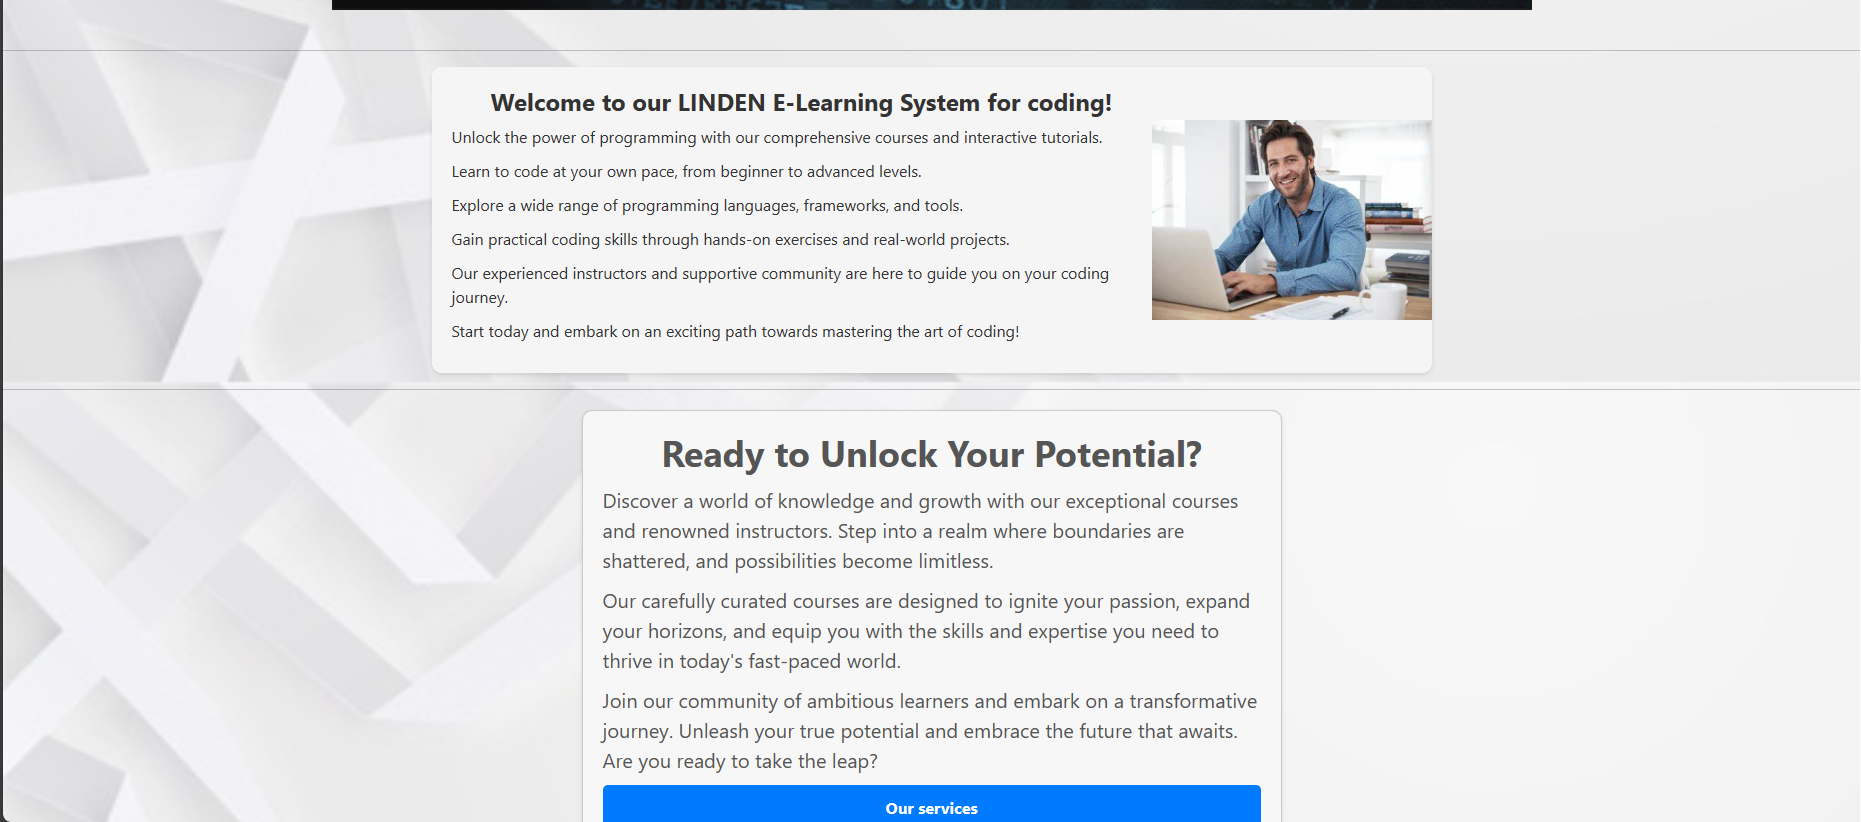 Welcome to our LINDEN E-Learning System for coding!
Unlock the power of programming with our comprehensive courses and interactive tutorials.
Learn to code at your own pace, from beginner to advanced levels.
Explore a wide range of programming languages, frameworks, and tools.
Gain practical coding skills through hands-on exercises and real-world projects.
Our experienced instructors and supportive community are here to guide you on your coding
journey.
Start today and embark on an exciting path towards mastering the art of coding!
Ready to Unlock Your Potential?
Discover a world of knowledge and growth with our exceptional courses
and renowned instructors. Step into a realm where boundaries are
shattered, and possibilities become limitless.
Our carefully curated courses are designed to ignite your passion, expand
your horizons, and equip you with the skills and expertise you need to
thrive in today's fast-paced world.
Join our community of ambitious learners and embark on a transformative
journey. Unleash your true potential and embrace the future that awaits.
Are you ready to take the leap?
Our services